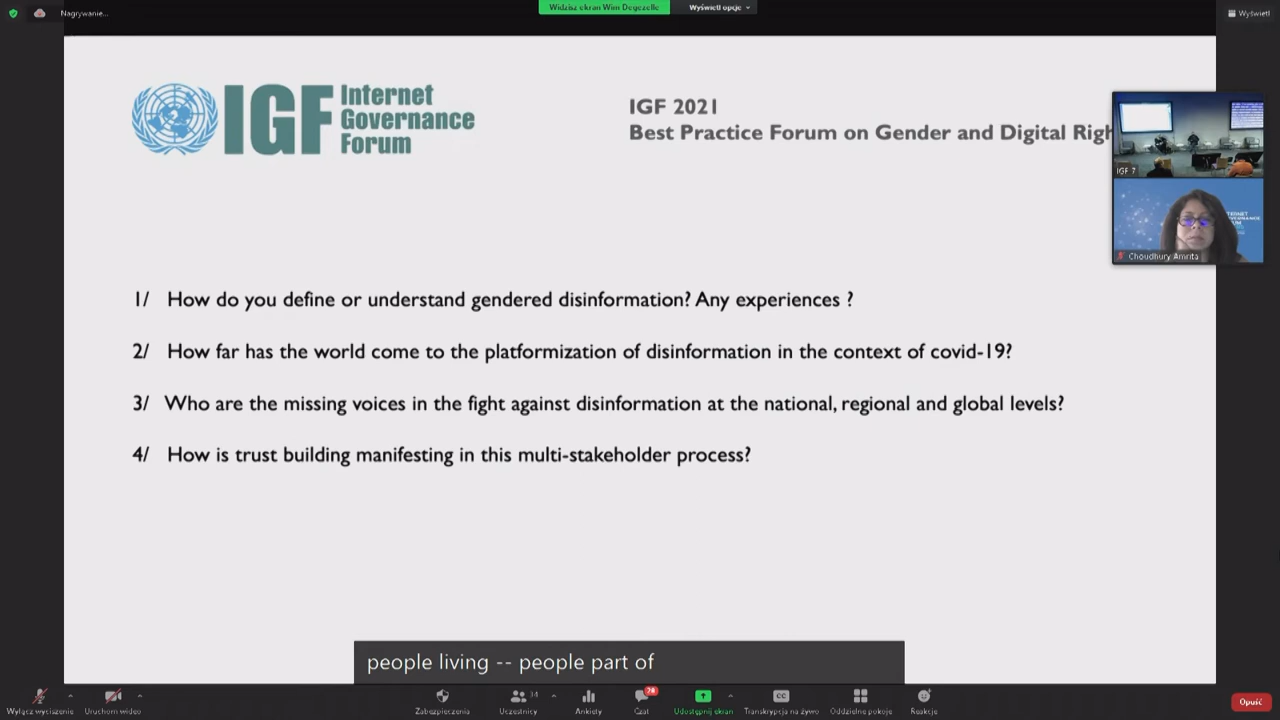 Nagrywanie...
Widzisz ekran Wim Degezelle
Wyświetl opcje
Wyświetl
IGF
Internet
Governance
Forum
IGF 2021
Best Practice Forum on Gender and Digital Righ
IGF 7
Choudhury Amrita
1/ How do you define or understand gendered disinformation? Any experiences ?
2/ How far has the world come to the platformization of disinformation in the context of covid-19?
3/ Who are the missing voices in the fight against disinformation at the national, regional and global levels?
4/ How is trust building manifesting in this multi-stakeholder process?
people living -- people part of
Wyłącz wyciszenie
Uruchom wideo
Zabezpieczenia
Uczestnicy
14
Ankiety
Czat
28
Udostępnij ekran
CC
Transkrypcja na żywo
Oddzielne pokoje
Reakcje
Opuść